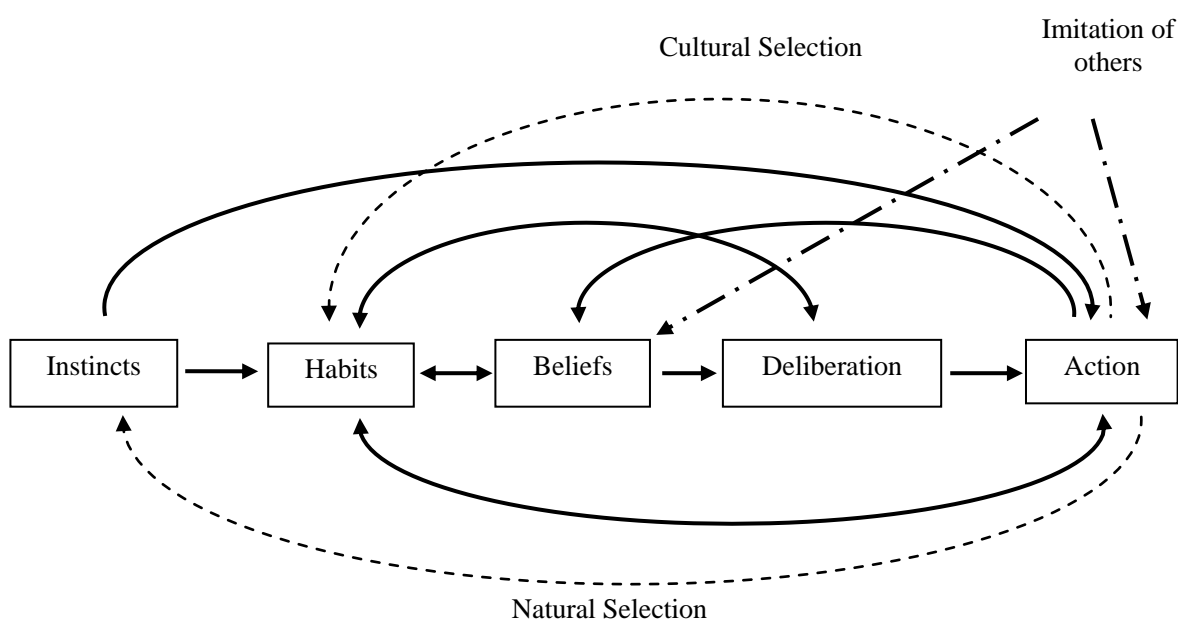 Imitation of
others
Cultural Selection
Instincts
Habits
Beliefs
Deliberation
Action
Natural Selection